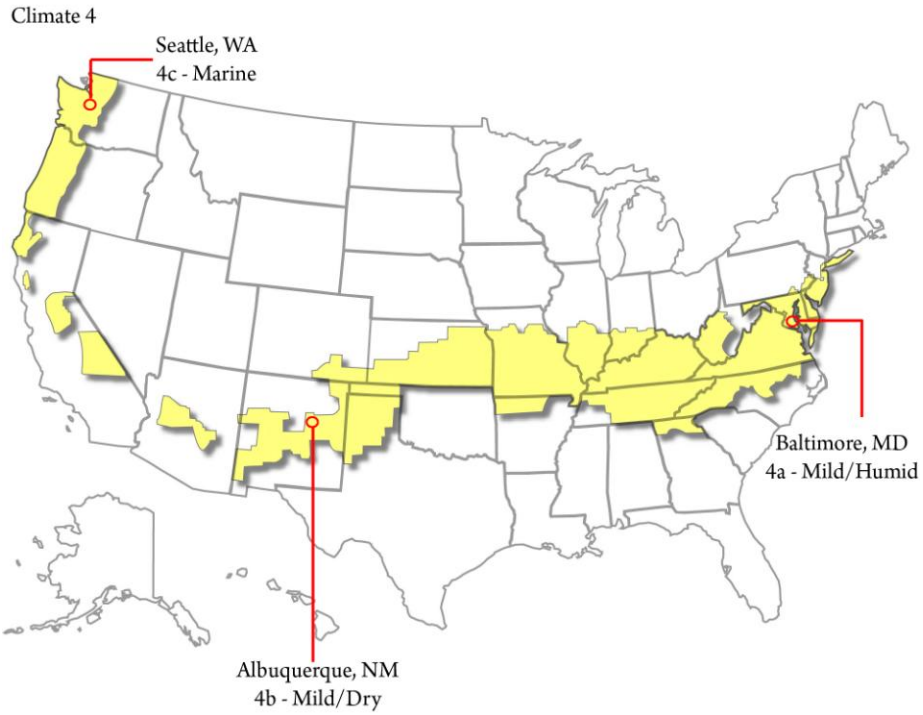 Climate 4
Seattle, WA
4c - Marine
Baltimore, MD
4a - Mild/Humid
Albuquerque, NM
4b - Mild/Dry